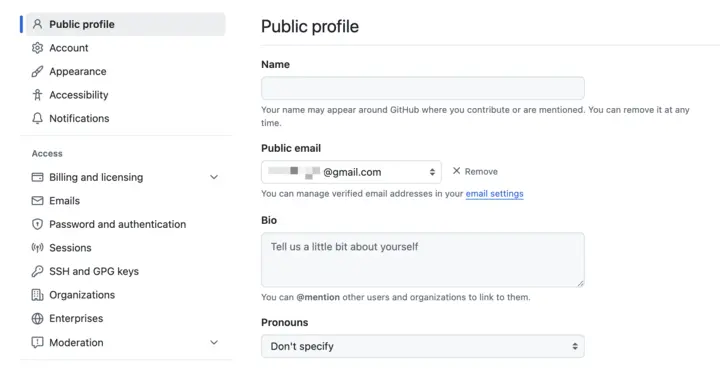 Public profile
Account
Appearance
Accessibility
Notifications
Access
Billing and licensing
Emails
Password and authentication
Sessions
SSH and GPG keys
Organizations
Enterprises
Moderation
Public profile
Name
Your name may appear around GitHub where you contribute or are mentioned. You can remove it at any
time.
Public email
@gmail.com
Remove
You can manage verified email addresses in your email settings
Bio
Tell us a little bit about yourself
You can @mention other users and organizations to link to them.
Pronouns
Don't specify